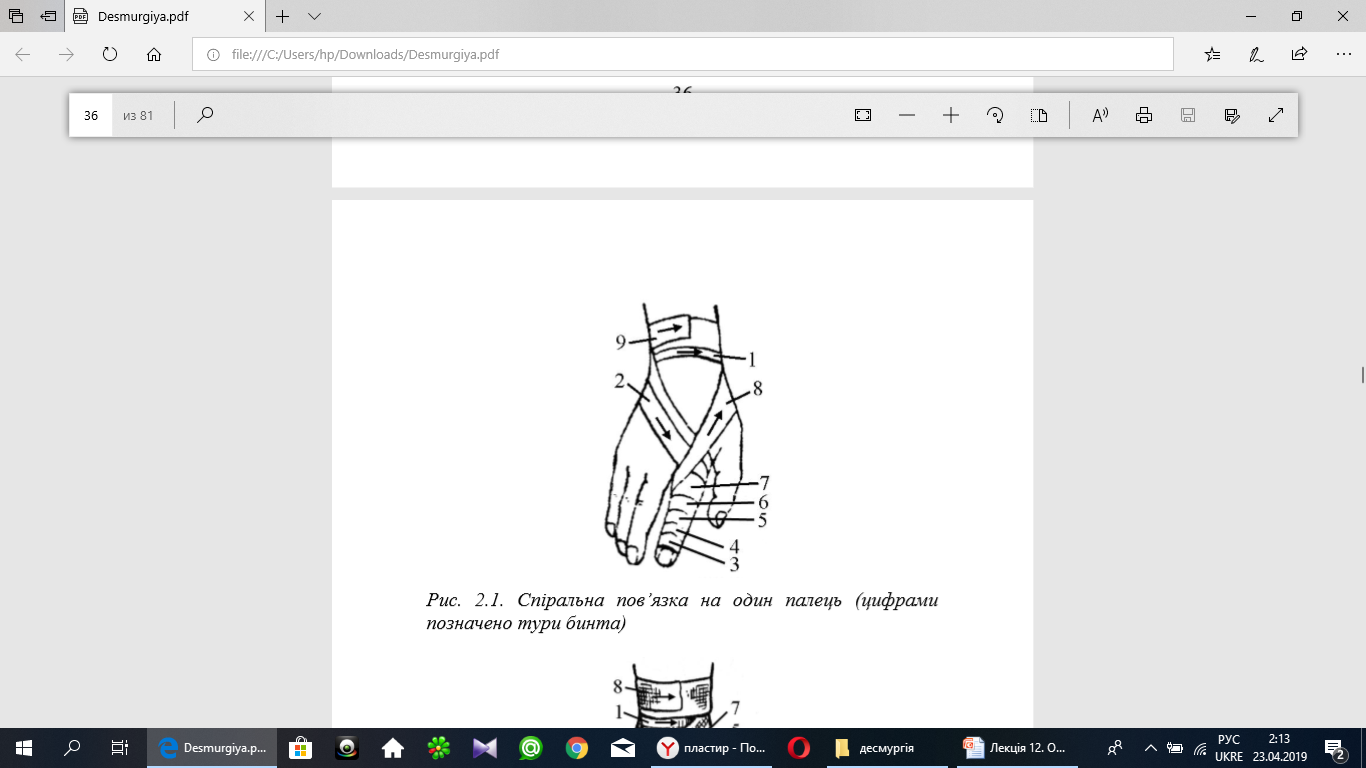 Desmurgiya.pdf
file:///C:/Users/hp/Downloads/Desmurgiya.pdf
36
36 из 81
9
1
2
8
7
6
5
4
3
Рис. 2.1. Спіральна пов’язка на один палець (цифрами
позначено тури бинта)
8
1
7
Desmurgiya.p...
пластир - По...
десмургія
Лекція 12. О...
РУС
UKRE
2:13
23.04.2019
2